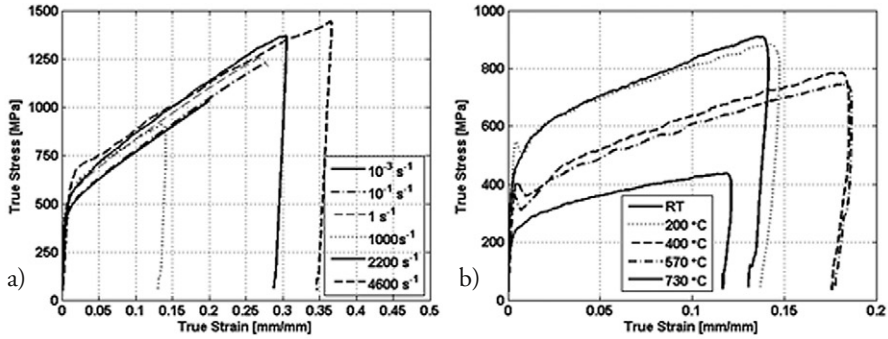 a)
True Stress [MPa]
1500
1250
1000
750
500
250
0
0 0.05 0.1 0.15 0.2 0.25 0.3 0.35 0.4 0.45 0.5
True Strain [mm/mm]
10⁻³ s⁻¹
10⁻¹ s⁻¹
1 s⁻¹
1000s⁻¹
2200 s⁻¹
4600 s⁻¹
b)
True Stress [MPa]
1000
800
600
400
200
0
0 0.05 0.1 0.15 0.2
True Strain [mm/mm]
RT
200 °C
400 °C
570 °C
730 °C